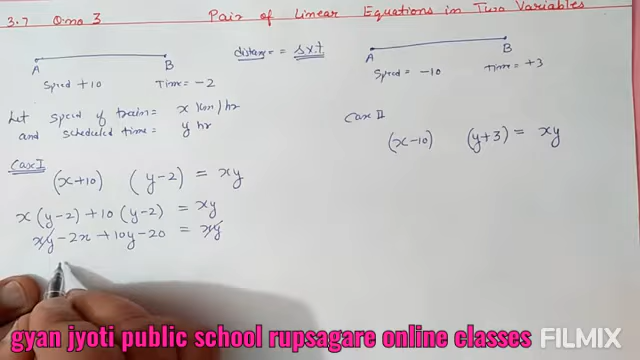 3.7 Q.no 3 Pair of Linear Equations in Two Variables
A B
Speed +10 Time = -2
distance = s x t
A B
Speed = -10 Time = +3
Let speed of train = x km/hr
and scheduled time = y hr
Case I
(x+10) (y-2) = xy
x(y-2)+10(y-2) = xy
xy-2x+10y-20 = xy
Case II
(x-10) (y+3) = xy
gyan jyoti public school rupsagare online classes
FILMIX